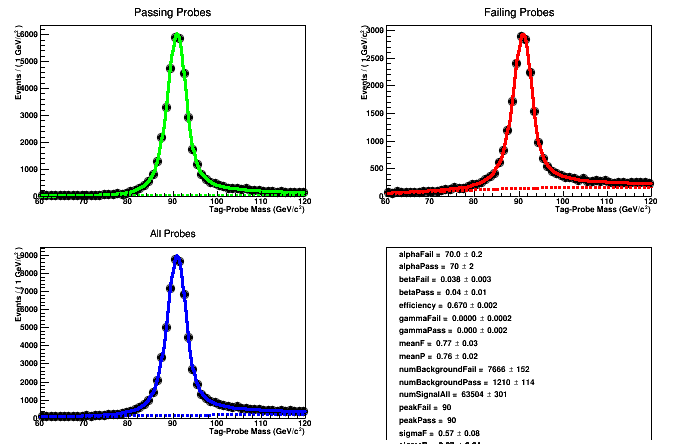 Passing Probes
Failing Probes
Events / ( 1 GeV/c²)
6000
5000
4000
3000
2000
1000
0
60 70 80 90 100 110 120
Tag-Probe Mass (GeV/c²)
Events / ( 1 GeV/c²)
3000
2500
2000
1500
1000
500
0
60 70 80 90 100 110 120
Tag-Probe Mass (GeV/c²)
All Probes
Events / ( 1 GeV/c²)
9000
8000
7000
6000
5000
4000
3000
2000
1000
0
60 70 80 90 100 110 120
Tag-Probe Mass (GeV/c²)
alphaFail = 70.0 ± 0.2
alphaPass = 70 ± 2
betaFail = 0.038 ± 0.003
betaPass = 0.04 ± 0.01
efficiency = 0.670 ± 0.002
gammaFail = 0.0000 ± 0.0002
gammaPass = 0.000 ± 0.002
meanF = 0.77 ± 0.03
meanP = 0.76 ± 0.02
numBackgroundFail = 7666 ± 152
numBackgroundPass = 1210 ± 114
numSignalAll = 63504 ± 301
peakFail = 90
peakPass = 90
sigmaF = 0.57 ± 0.08